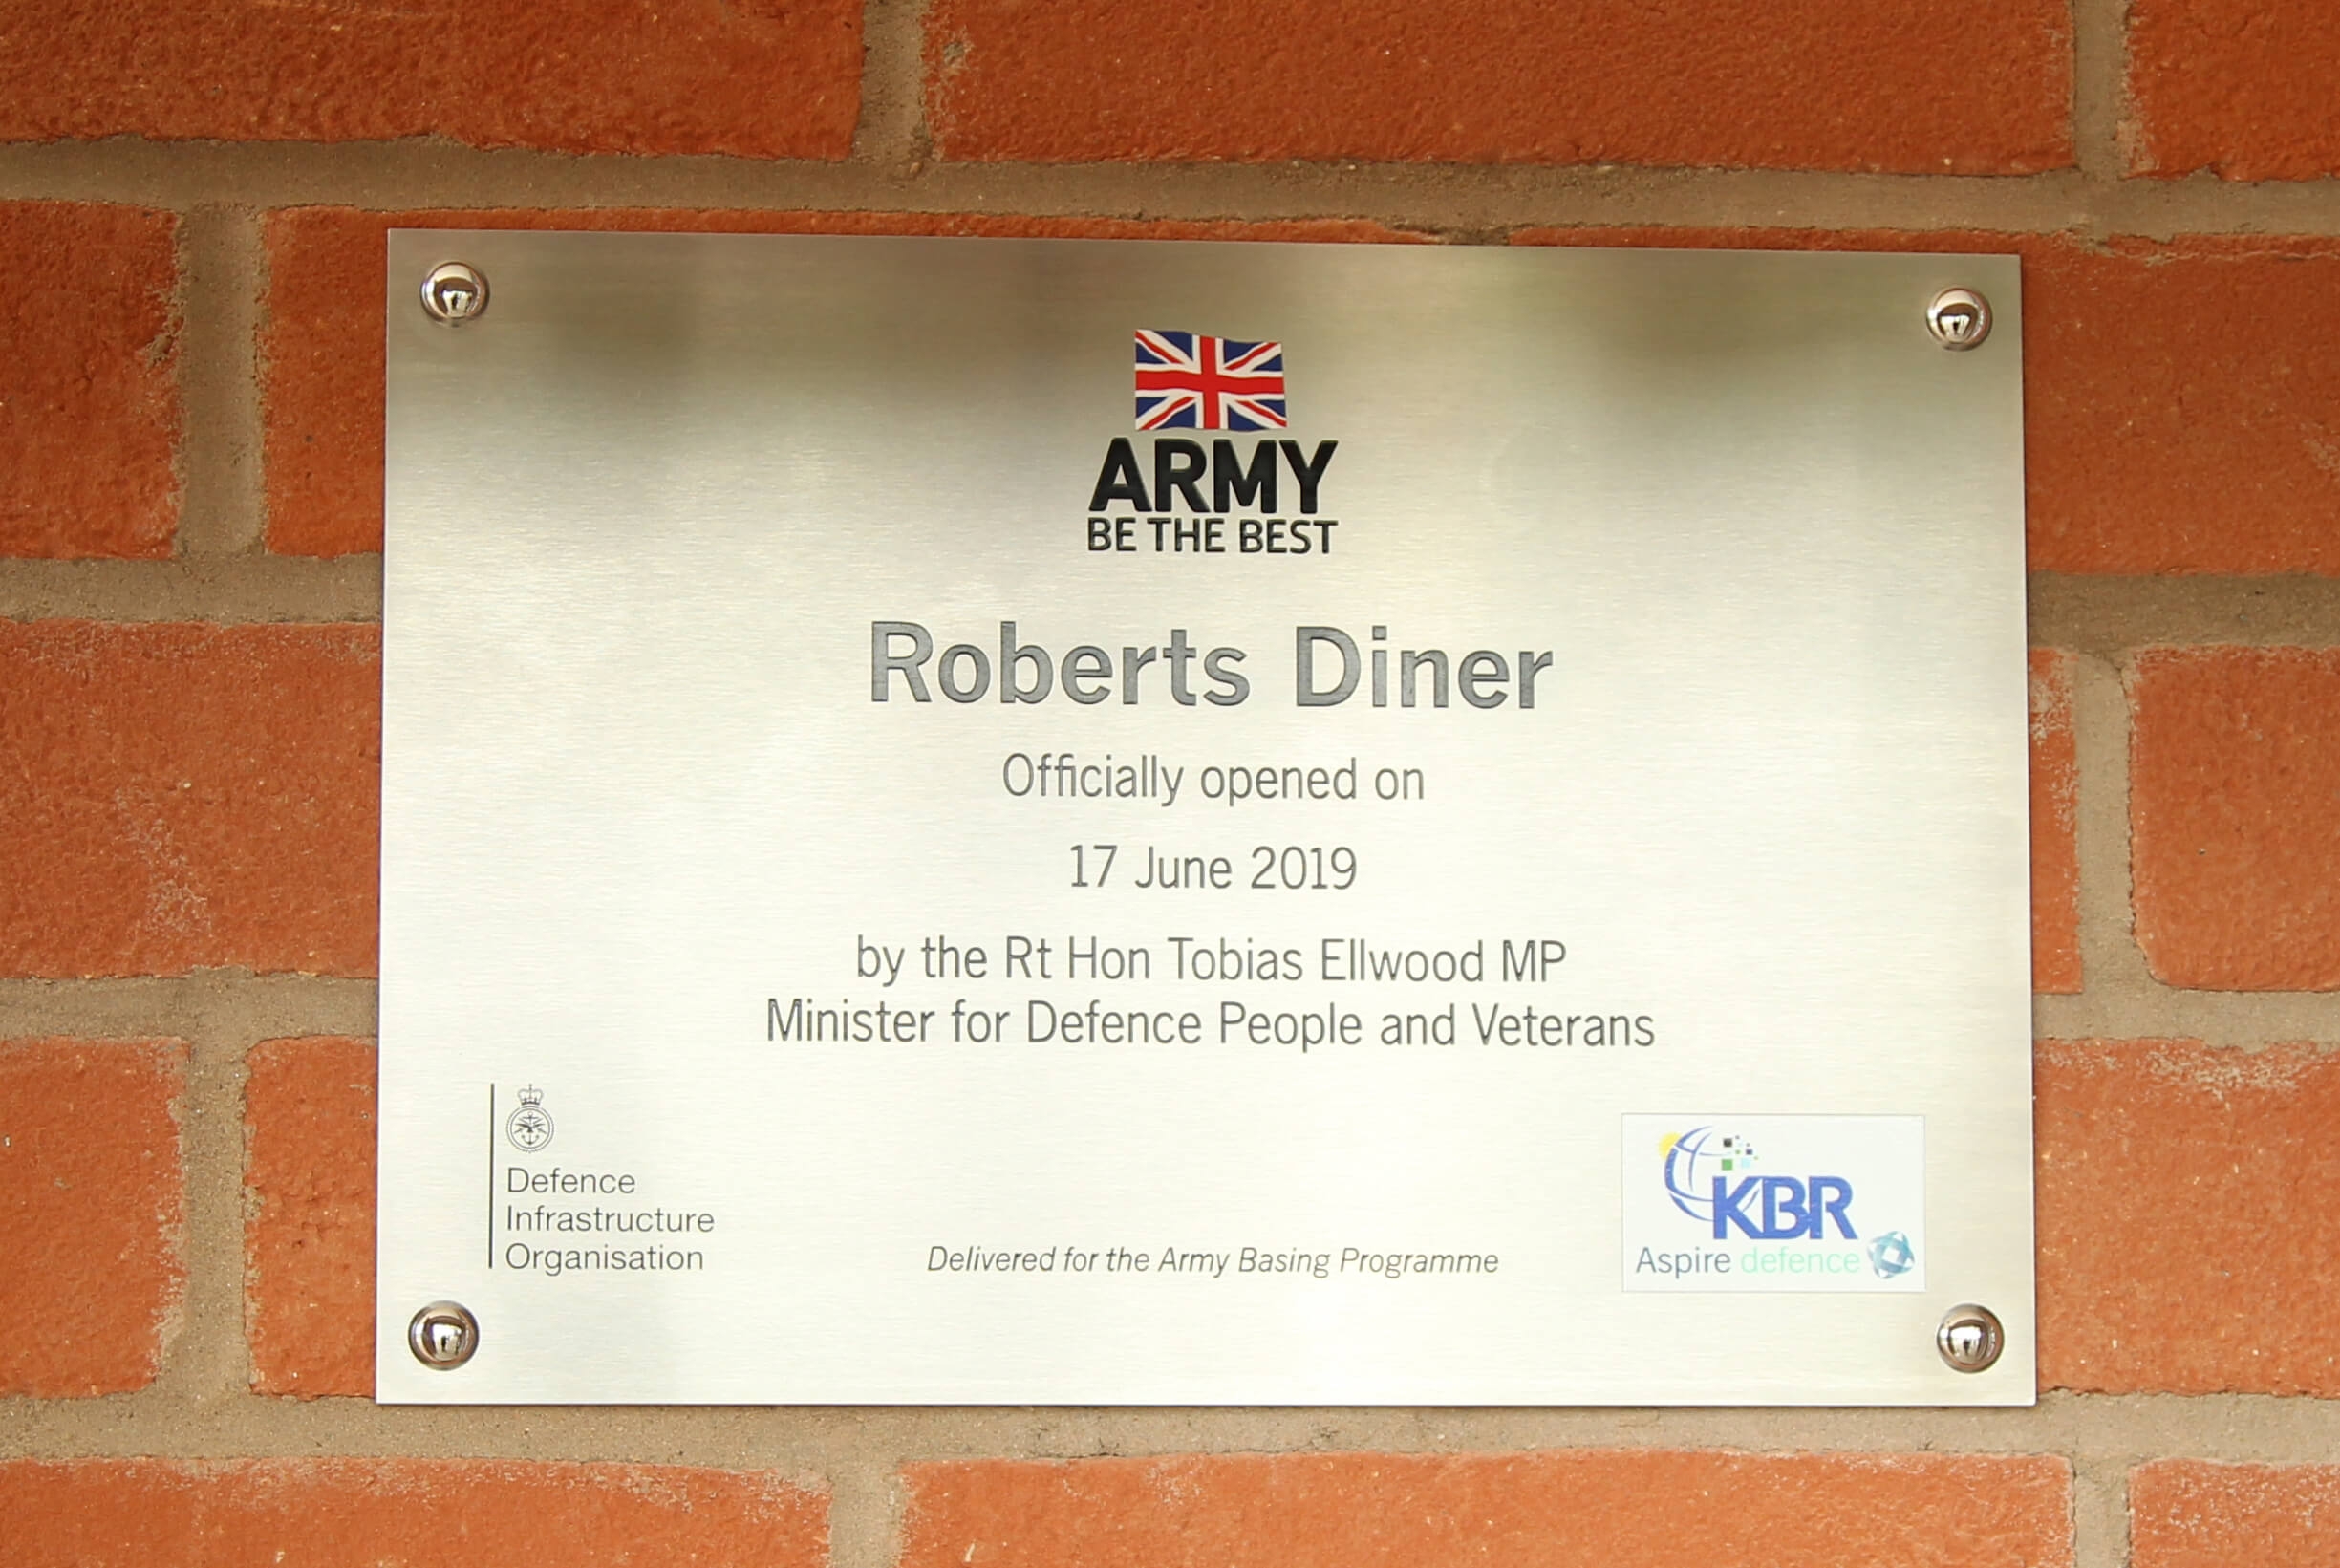 ARMY
BE THE BEST
Roberts Diner
Officially opened on
17 June 2019
by the Rt Hon Tobias Ellwood MP
Minister for Defence People and Veterans
Defence
Infrastructure
Organisation
Delivered for the Army Basing Programme
KBR
Aspire defence